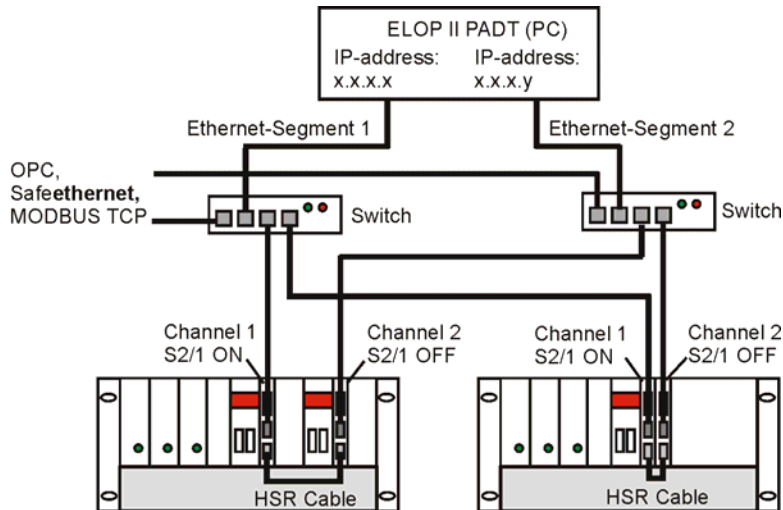 ELOP II PADT (PC)
IP-address: IP-address:
x.x.x.x x.x.x.y
Ethernet-Segment 1
Ethernet-Segment 2
OPC,
Safeethernet,
MODBUS TCP
Switch
Switch
Channel 1
S2/1 ON
Channel 2
S2/1 OFF
Channel 1
S2/1 ON
Channel 2
S2/1 OFF
HSR Cable
HSR Cable